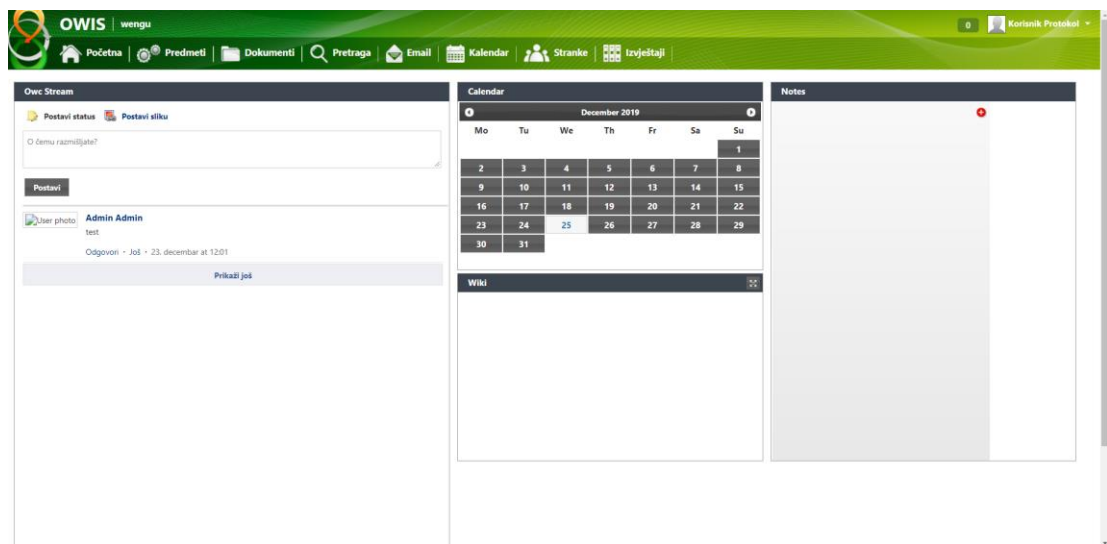 OWIS | wengu
0 Korisnik Protokol
Početna | Predmeti | Dokumenti | Pretraga | Email | Kalendar | Stranke | Izvještaji
Owc Stream
Postavi status Postavi sliku
O čemu razmišljate?
Postavi
User photo Admin Admin
test
Odgovori • Još • 23. decembar at 12:01
Prikaži još
Calendar
December 2019
Mo Tu We Th Fr Sa Su
1
2 3 4 5 6 7 8
9 10 11 12 13 14 15
16 17 18 19 20 21 22
23 24 25 26 27 28 29
30 31
Wiki
Notes